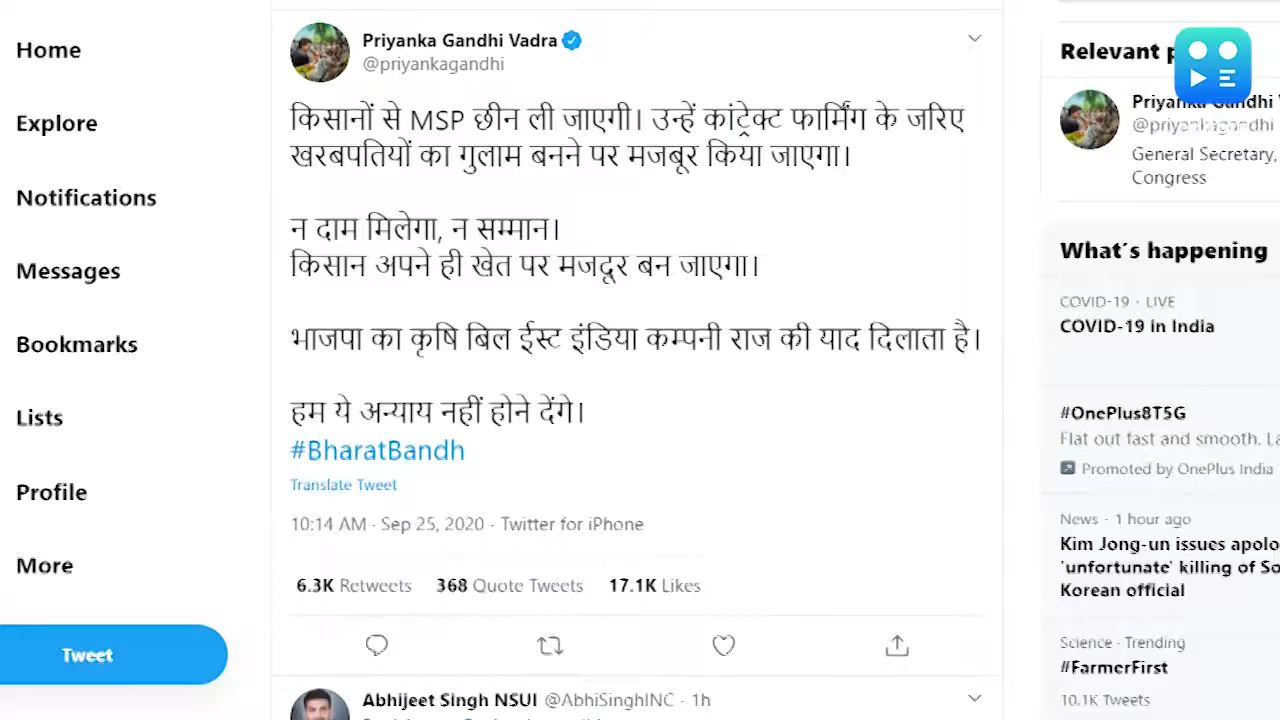 Home
Explore
Notifications
Messages
Bookmarks
Lists
Profile
More
Tweet
Priyanka Gandhi Vadra
@priyankagandhi
किसानों से MSP छीन ली जाएगी। उन्हें कांट्रेक्ट फार्मिंग के जरिए
खरबपतियों का गुलाम बनने पर मजबूर किया जाएगा।
न दाम मिलेगा, न सम्मान।
किसान अपने ही खेत पर मजदूर बन जाएगा।
भाजपा का कृषि बिल ईस्ट इंडिया कम्पनी राज की याद दिलाता है।
हम ये अन्याय नहीं होने देंगे।
#BharatBandh
Translate Tweet
10:14 AM · Sep 25, 2020 · Twitter for iPhone
6.3K Retweets 368 Quote Tweets 17.1K Likes
Abhijeet Singh NSUI @AbhiSinghINC · 1h
Relevant
Priyanka Gandhi
@priyankagandhi
General Secretary,
Congress
What's happening
COVID-19 · LIVE
COVID-19 in India
#OnePlus8T5G
Flat out fast and smooth.
Promoted by OnePlus India
News · 1 hour ago
Kim Jong-un issues
'unfortunate' killing of
Korean official
Science · Trending
#FarmerFirst
10.1K Tweets